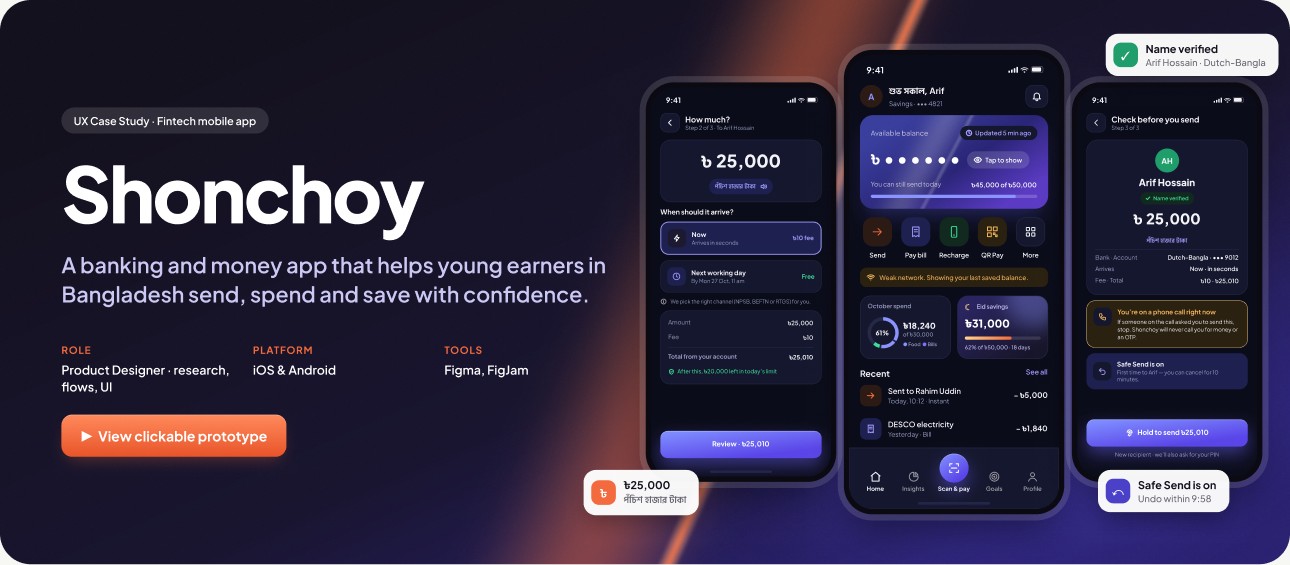 UX Case Study · Fintech mobile app
Shonchoy
A banking and money app that helps young earners in
Bangladesh send, spend and save with confidence.
ROLE
Product Designer · research,
flows, UI
PLATFORM
iOS & Android
TOOLS
Figma, FigJam
▶ View clickable prototype
9:41
How much?
Step 2 of 3 · To Arif Hossain
৳ 25,000
পঁচিশ হাজার টাকা
When should it arrive?
Now
Arrives in seconds
৳10 fee
Next working day
By Mon 27 Oct, 11 am
Free
We pick the right channel (NPSB, BEFTN or RTGS) for you.
Amount ৳25,000
Fee ৳10
Total from your account ৳25,010
After this, ৳20,000 left in today's limit
Review · ৳25,010
৳25,000
পঁচিশ হাজার টাকা
9:41
A
শুভ সকাল, Arif
Savings · ••• 4821
Available balance
Updated 5 min ago
৳ ● ● ● ● ● ●
Tap to show
You can still send today
৳45,000 of ৳50,000
Send
Pay bill
Recharge
QR Pay
More
Weak network. Showing your last saved balance.
October spend
61%
৳18,240
of ৳30,000
Food
Bills
Eid savings
৳31,000
62% of ৳50,000 · 18 days
Recent
See all
Sent to Rahim Uddin
Today, 10:12 · Instant
− ৳5,000
DESCO electricity
Yesterday · Bill
− ৳1,840
Home
Insights
Scan & pay
Goals
Profile
Name verified
Arif Hossain · Dutch-Bangla
9:41
Check before you send
Step 3 of 3
AH
Arif Hossain
Name verified
৳ 25,000
পঁচিশ হাজার টাকা
Bank · Account Dutch-Bangla · ••• 9012
Arrives Now · in seconds
Fee · Total ৳10 · ৳25,010
You're on a phone call right now
If someone on the call asked you to send this,
stop. Shonchoy will never call you for money or
an OTP.
Safe Send is on
First time to Arif — you can cancel for 10
minutes.
Hold to send ৳25,010
New recipient · we'll also ask for your PIN
Safe Send is on
Undo within 9:58